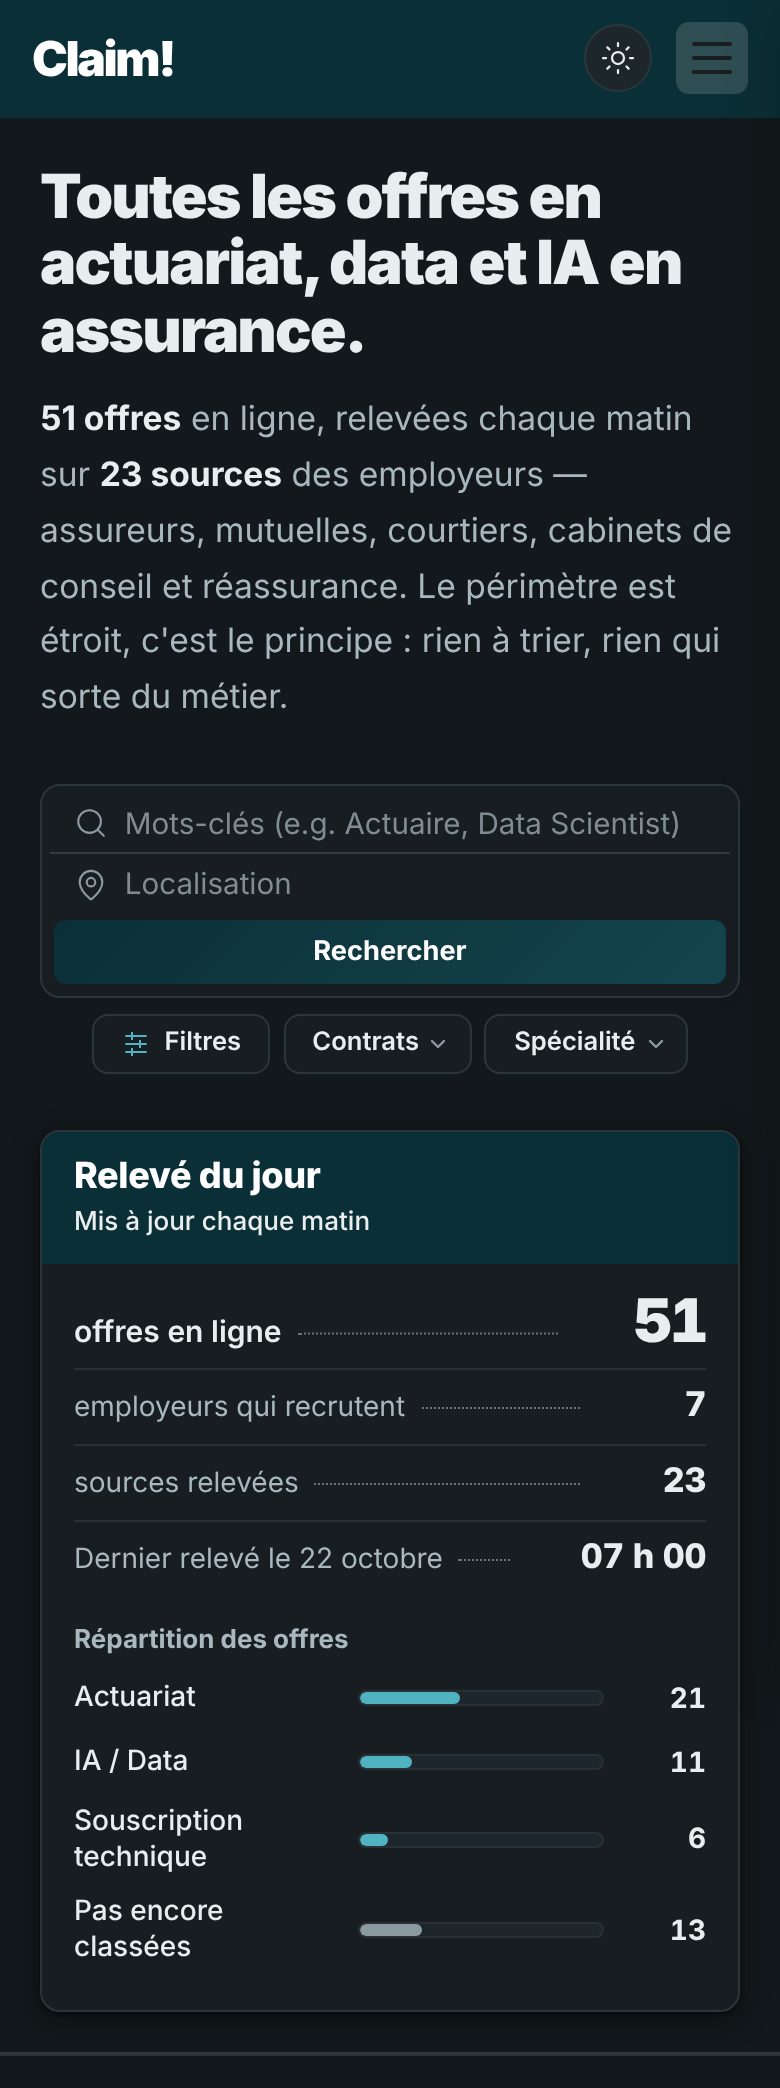 Claim!
Toutes les offres en
actuariat, data et IA en
assurance.
51 offres en ligne, relevées chaque matin
sur 23 sources des employeurs —
assureurs, mutuelles, courtiers, cabinets de
conseil et réassurance. Le périmètre est
étroit, c'est le principe : rien à trier, rien qui
sorte du métier.
Mots-clés (e.g. Actuaire, Data Scientist)
Localisation
Rechercher
Filtres Contrats Spécialité
Relevé du jour
Mis à jour chaque matin
offres en ligne 51
employeurs qui recrutent 7
sources relevées 23
Dernier relevé le 22 octobre 07 h 00
Répartition des offres
Actuariat 21
IA / Data 11
Souscription
technique 6
Pas encore
classées 13